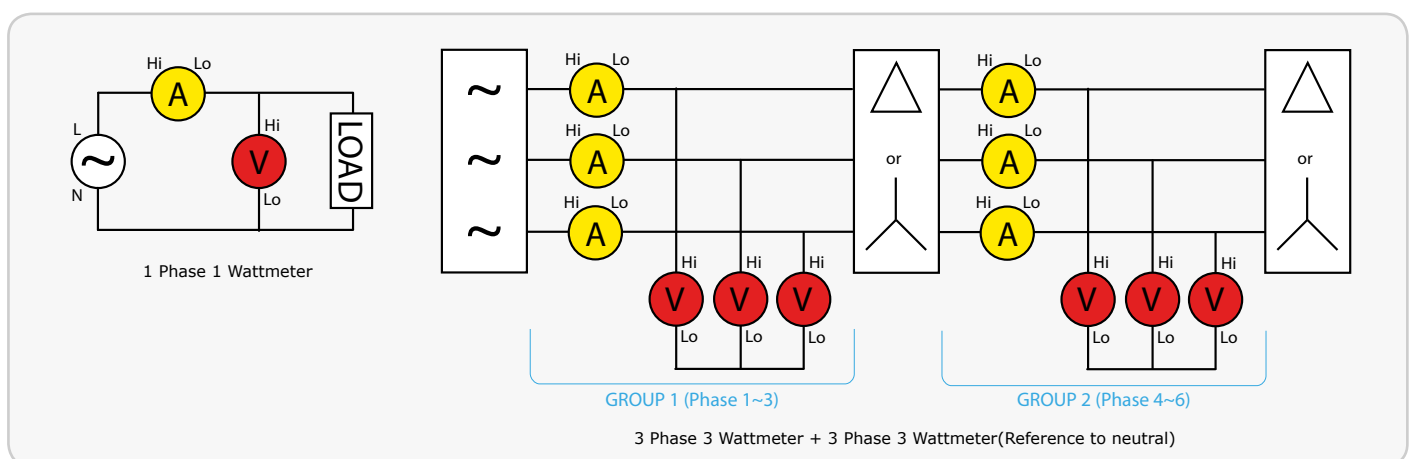 Hi Lo
A
L
~
N
Hi
V
Lo
LOAD
1 Phase 1 Wattmeter
~
~
~
Hi Lo
A
Hi Lo
A
Hi Lo
A
Hi Hi Hi
V V V
Lo Lo Lo
or
Hi Lo
A
Hi Lo
A
Hi Lo
A
Hi Hi Hi
V V V
Lo Lo Lo
or
GROUP 1 (Phase 1~3)
GROUP 2 (Phase 4~6)
3 Phase 3 Wattmeter + 3 Phase 3 Wattmeter(Reference to neutral)